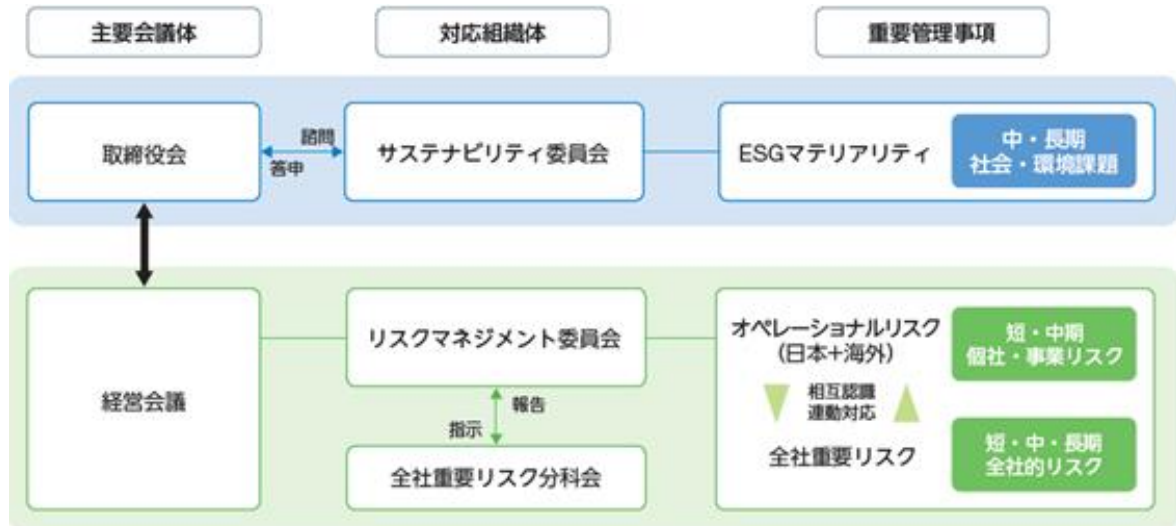 主要会議体
対応組織体
重要管理事項
取締役会
諮問
答申
サステナビリティ委員会
ESGマテリアリティ
中・長期
社会・環境課題
経営会議
リスクマネジメント委員会
報告
指示
全社重要リスク分科会
オペレーショナルリスク
(日本+海外)
短・中期
個社・事業リスク
相互認識
連動対応
全社重要リスク
短・中・長期
全社的リスク